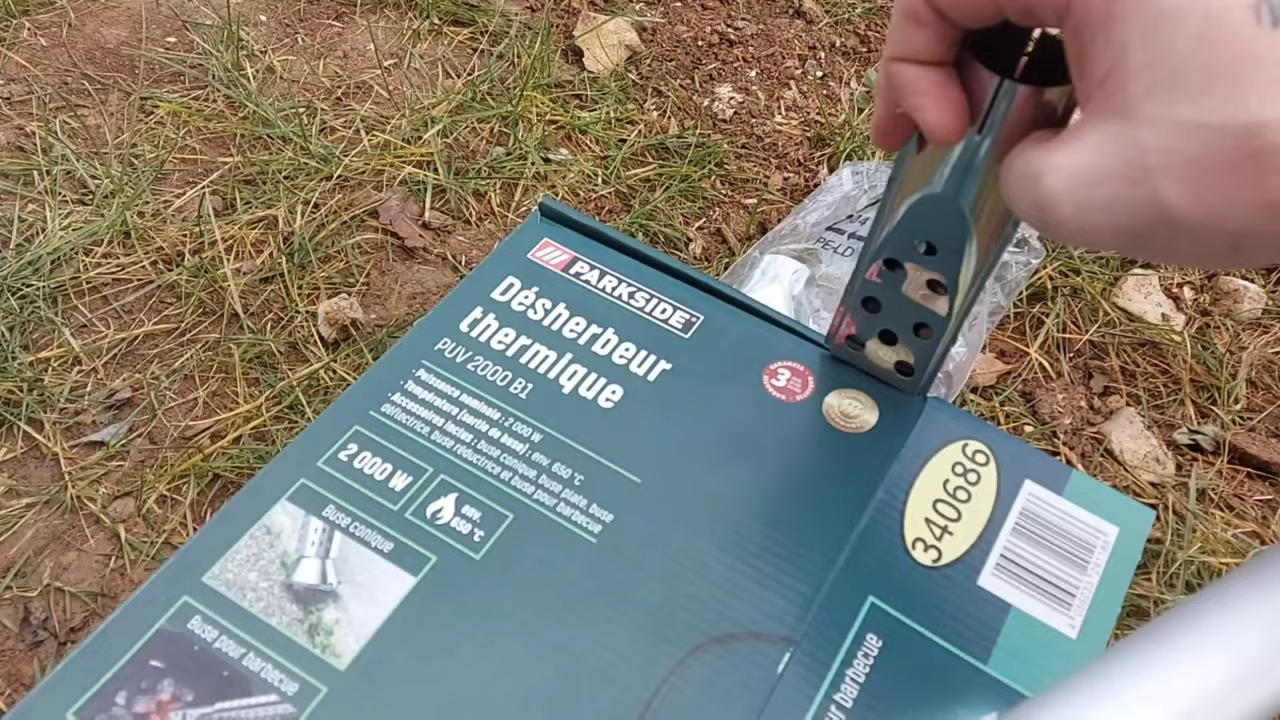 PARKSIDE®
Désherbeur
thermique
PUV 2000 B1
· Puissance nominale : 2 000 W
· Température (sortie de buse) : env. 650 °C
· Accessoires inclus : buse conique, buse plate, buse
déflectrice, buse réductrice et buse pour barbecue
2 000 W
env.
650 °C
Buse conique
Buse pour barbecue
3
PE-LD
340686
ur barbecue